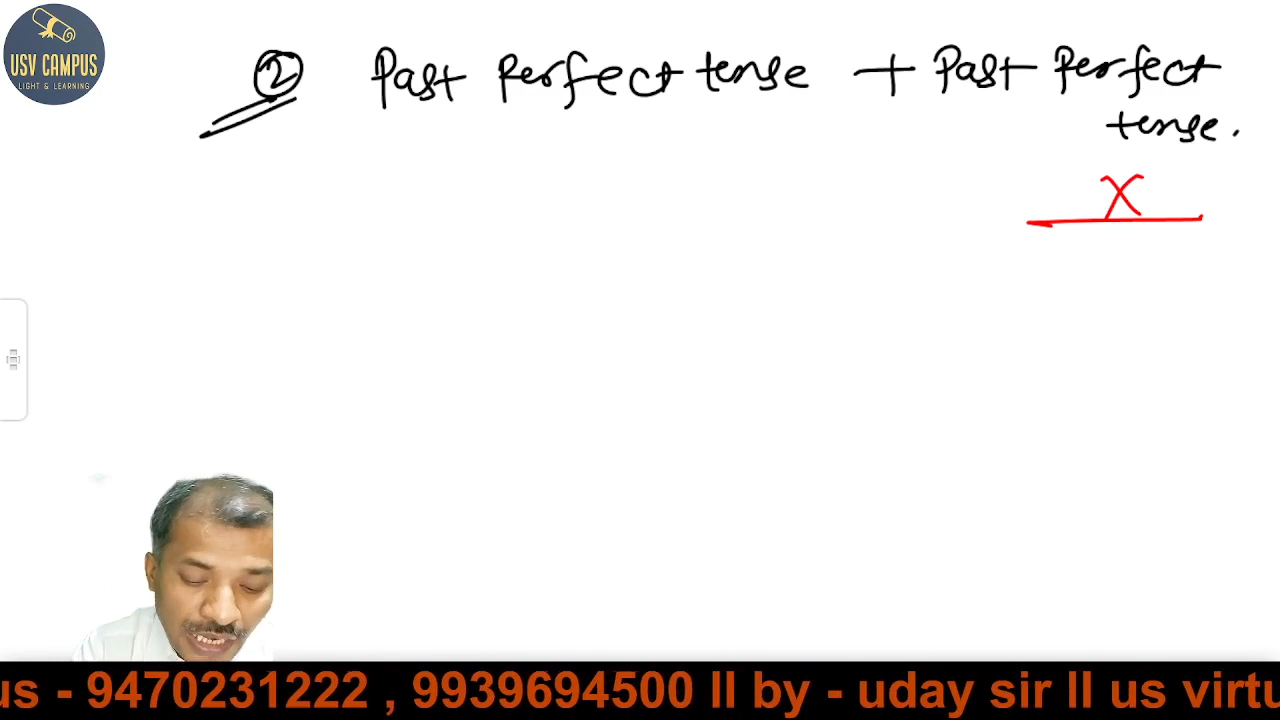 USV CAMPUS
LIGHT & LEARNING
② Past Perfect tense + Past Perfect
tense.
X
us - 9470231222 , 9939694500 ll by - uday sir ll us virtu